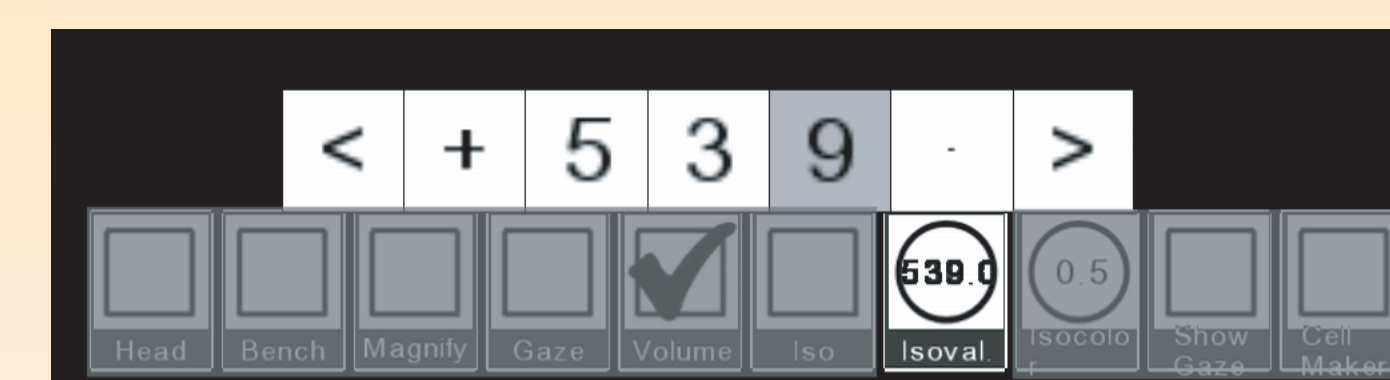 < + 5 3 9 - >
539.0 0.5
Head Bench Magnify Gaze Volume Iso Isoval. Isocolo
r Show
Gaze Cell
Maker